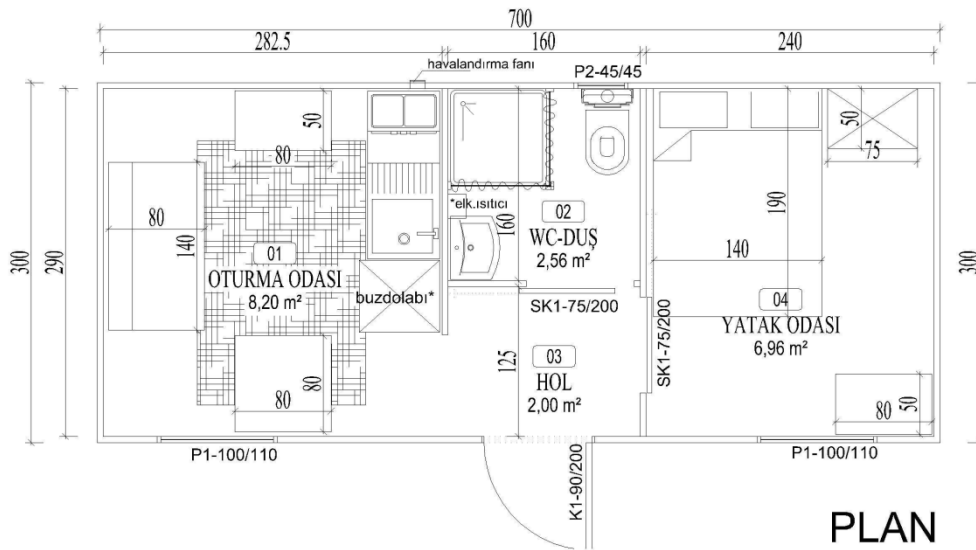 700
282.5
160
240
havalandırma fanı
P2-45/45
50
80
50
75
80
140
*elk.ısıtıcı
160
190
300
290
300
01
OTURMA ODASI
8,20 m²
buzdolabı*
02
WC-DUŞ
2,56 m²
140
SK1-75/200
SK1-75/200
04
YATAK ODASI
6,96 m²
125
03
HOL
2,00 m²
80
80
80
50
P1-100/110
K1-90/200
P1-100/110
PLAN